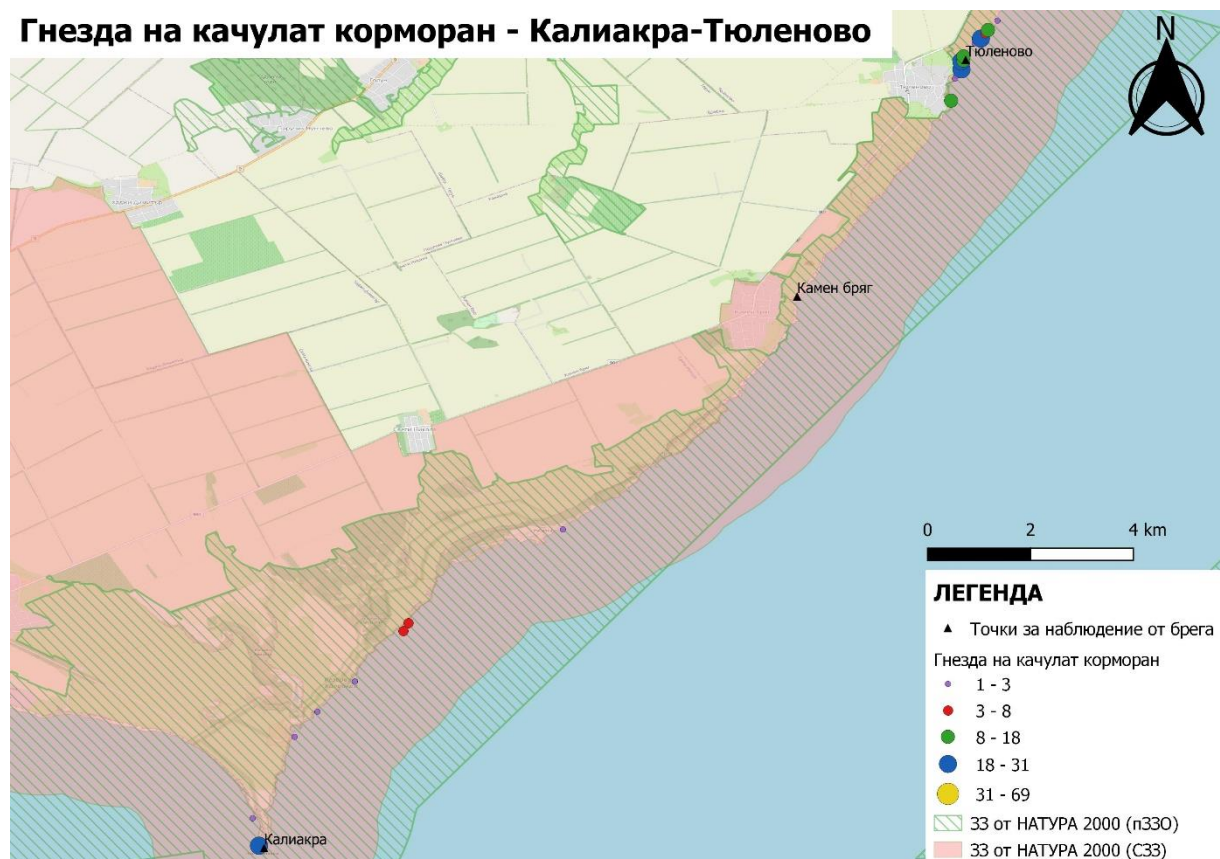 Гнезда на качулат корморан - Калиакра-Тюленово
N
Тюленово
Камен бряг
Калиакра
0 2 4 km
ЛЕГЕНДА
Точки за наблюдение от брега
Гнезда на качулат корморан
1 - 3
3 - 8
8 - 18
18 - 31
31 - 69
ЗЗ от НАТУРА 2000 (пЗЗО)
ЗЗ от НАТУРА 2000 (СЗЗ)